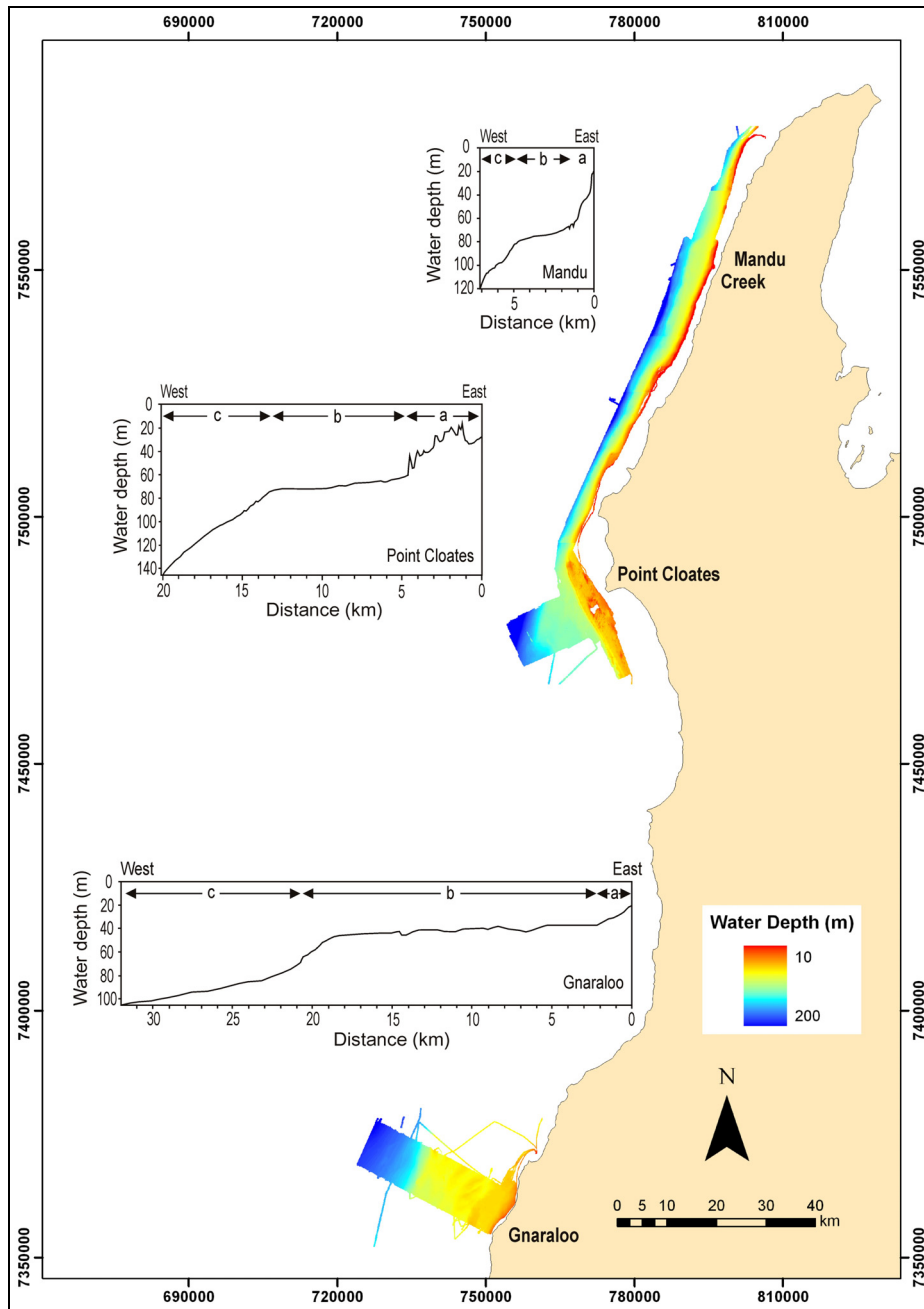 690000 720000 750000 780000 810000
West East
c b a
0
20
40
60
80
100
120
Water depth (m)
Mandu
5 0
Distance (km)
Mandu
Creek
7550000 7550000
West East
c b a
0
20
40
60
80
100
120
140
Water depth (m)
Point Cloates
20 15 10 5 0
Distance (km)
7500000 7500000
Point Cloates
7450000 7450000
West East
c b a
0
20
40
60
80
100
Water depth (m)
Gnaraloo
30 25 20 15 10 5 0
Distance (km)
Water Depth (m)
10
200
7400000 7400000
N
0 5 10 20 30 40
km
Gnaraloo
7350000 7350000
690000 720000 750000 780000 810000